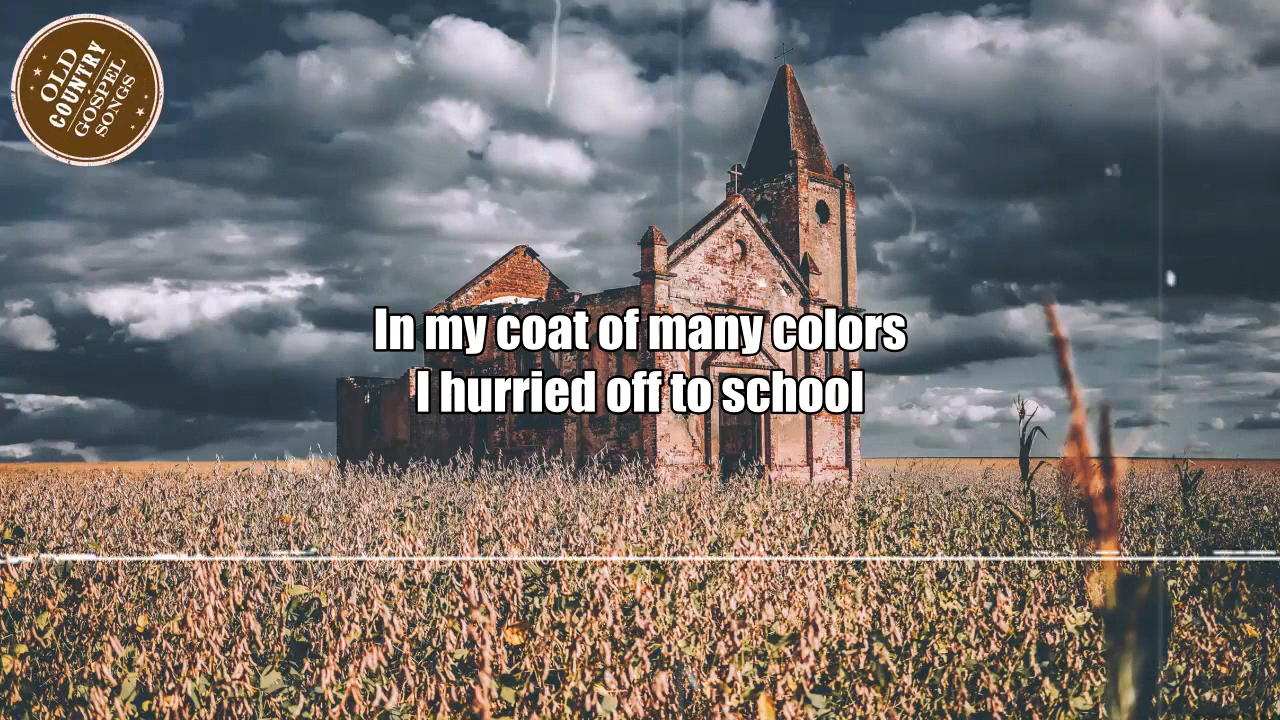 OLD
COUNTRY
GOSPEL
SONGS
In my coat of many colors
I hurried off to school